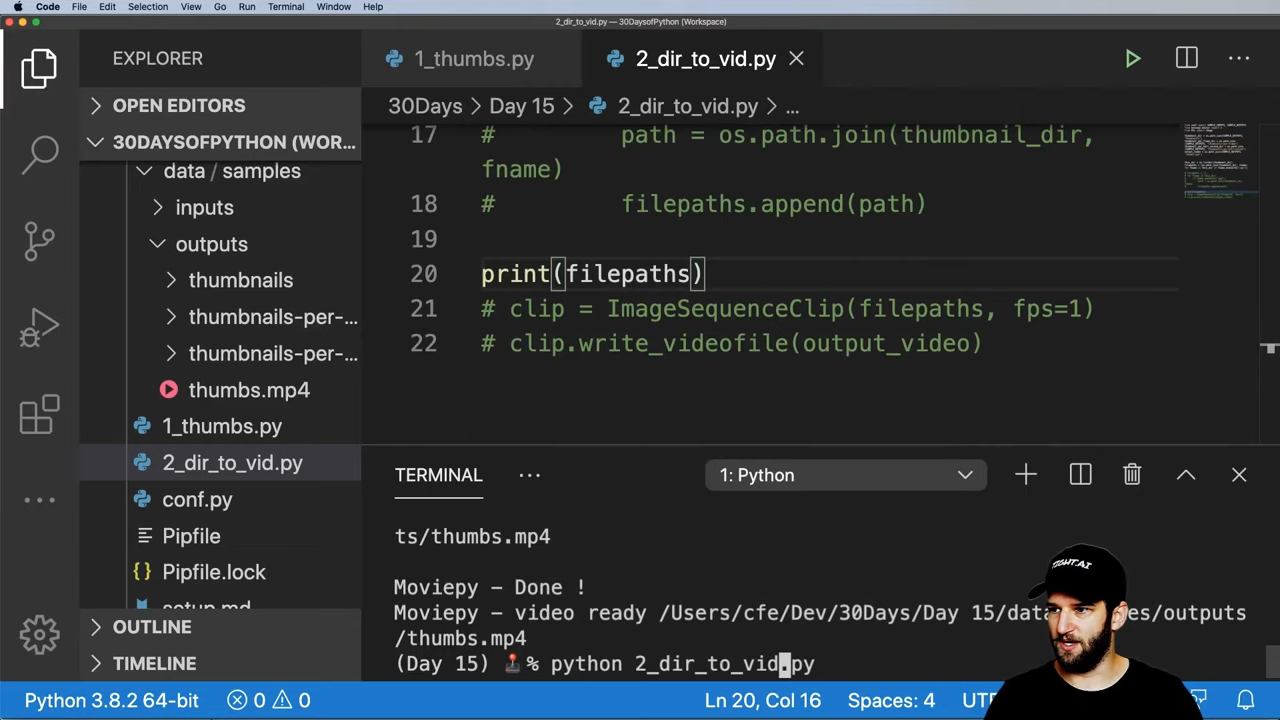 Code File Edit Selection View Go Run Terminal Window Help
2_dir_to_vid.py — 30DaysofPython (Workspace)
EXPLORER
1_thumbs.py
2_dir_to_vid.py
OPEN EDITORS
30Days > Day 15 > 2_dir_to_vid.py > ...
30DAYSOFPYTHON (WOR...
17 # path = os.path.join(thumbnail_dir,
fname)
data / samples
18 # filepaths.append(path)
inputs
19
outputs
20 print(filepaths)
thumbnails
21 # clip = ImageSequenceClip(filepaths, fps=1)
thumbnails-per-...
22 # clip.write_videofile(output_video)
thumbnails-per-...
thumbs.mp4
1_thumbs.py
2_dir_to_vid.py
conf.py
Pipfile
Pipfile.lock
setup.md
OUTLINE
TIMELINE
TERMINAL ...
1: Python
ts/thumbs.mp4
Moviepy - Done !
Moviepy - video ready /Users/cfe/Dev/30Days/Day 15/data es/outputs
/thumbs.mp4
(Day 15) % python 2_dir_to_vid.py
Python 3.8.2 64-bit 0 0 Ln 20, Col 16 Spaces: 4